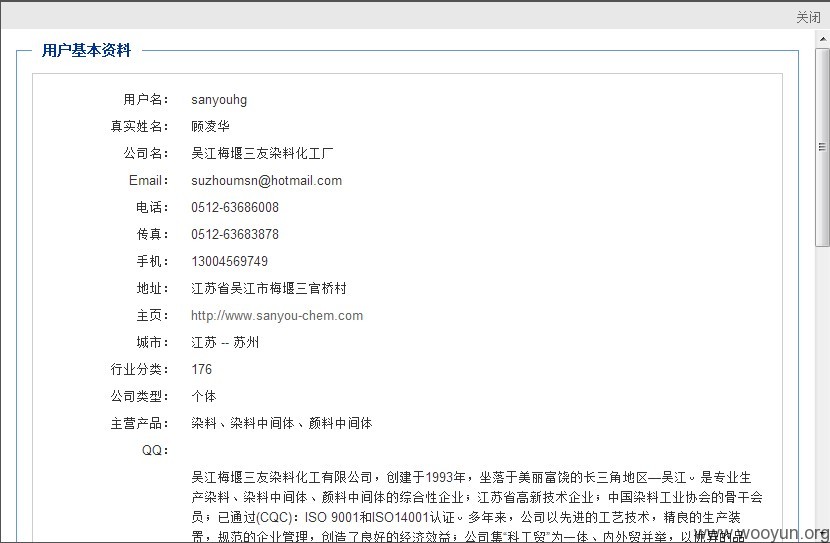 关闭
用户基本资料
用户名： sanyouhg
真实姓名： 顾凌华
公司名： 吴江梅堰三友染料化工厂
Email： suzhoumsn@hotmail.com
电话： 0512-63686008
传真： 0512-63683878
手机： 13004569749
地址： 江苏省吴江市梅堰三官桥村
主页： http://www.sanyou-chem.com
城市： 江苏 -- 苏州
行业分类： 176
公司类型： 个体
主营产品： 染料、染料中间体、颜料中间体
QQ：
吴江梅堰三友染料化工有限公司，创建于1993年，坐落于美丽富饶的长三角地区—吴江。是专业生
产染料、染料中间体、颜料中间体的综合性企业；江苏省高新技术企业；中国染料工业协会的骨干会
员；已通过(CQC)：ISO 9001和ISO14001认证。多年来，公司以先进的工艺技术，精良的生产装
置，规范的企业管理，创造了良好的经济效益；公司集“科工贸”为一体、内外贸并举，以优异的品
www.wooyun.org